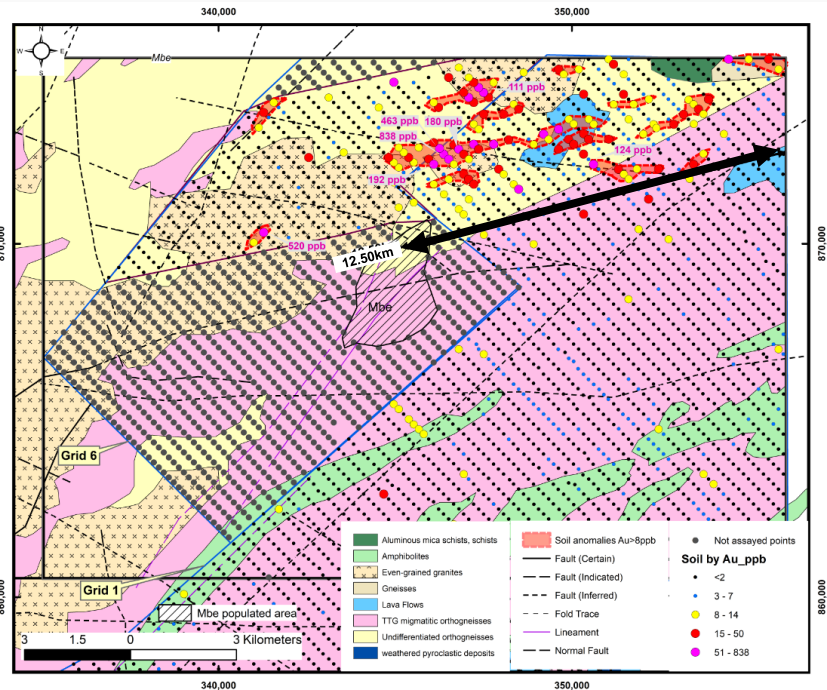 340,000
350,000
N
W
E
S
Mbe
111 ppb
463 ppb
180 ppb
838 ppb
124 ppb
192 ppb
870,000
870,000
520 ppb
12.50km
Mbe
Grid 6
Grid 1
860,000
860,000
Mbe populated area
3
1.5
0
3 Kilometers
Aluminous mica schists, schists
Amphibolites
Even-grained granites
Gneisses
Lava Flows
TTG migmatitic orthogneisses
Undifferentiated orthogneisses
weathered pyroclastic deposits
Soil anomalies Au>8ppb
Fault (Certain)
Fault (Indicated)
Fault (Inferred)
Fold Trace
Lineament
Normal Fault
Not assayed points
Soil by Au_ppb
<2
3 - 7
8 - 14
15 - 50
51 - 838
340,000
350,000